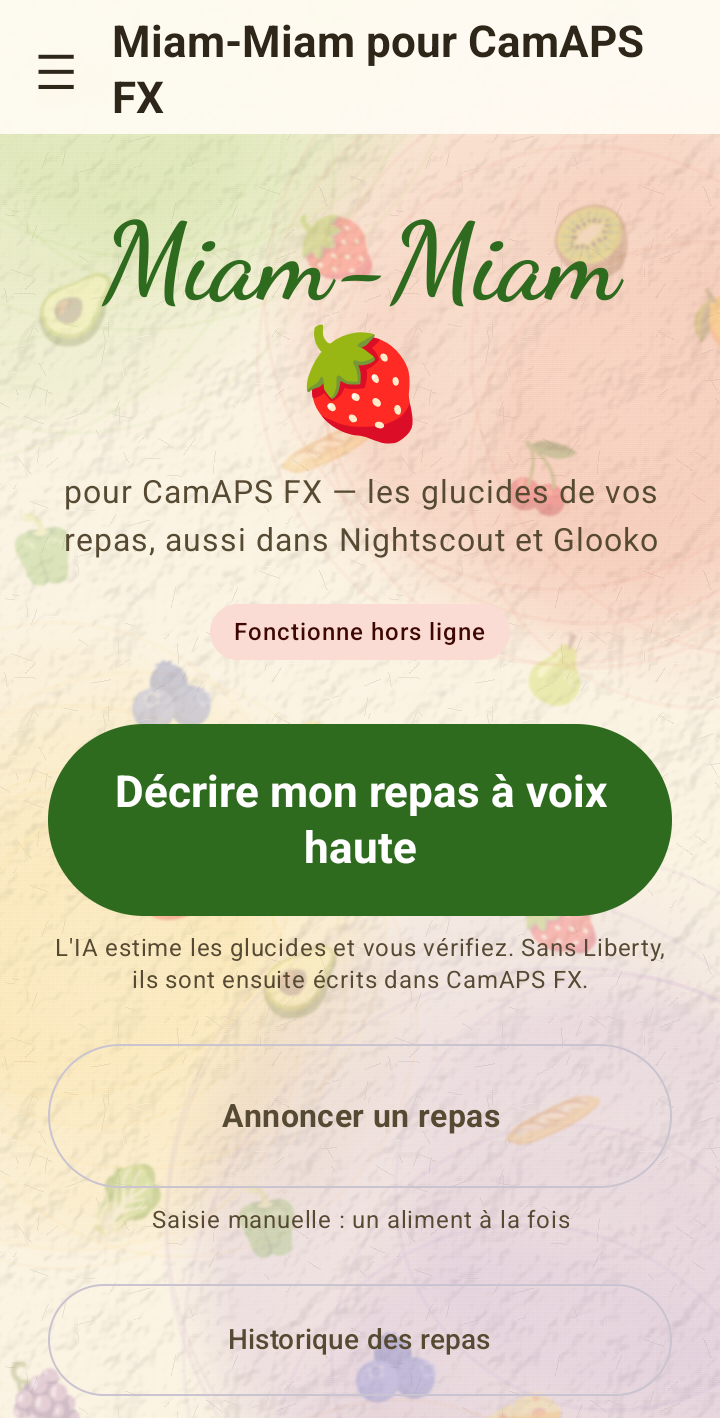 Miam-Miam pour CamAPS
FX
Miam-Miam
pour CamAPS FX — les glucides de vos
repas, aussi dans Nightscout et Glooko
Fonctionne hors ligne
Décrire mon repas à voix
haute
L'IA estime les glucides et vous vérifiez. Sans Liberty,
ils sont ensuite écrits dans CamAPS FX.
Annoncer un repas
Saisie manuelle : un aliment à la fois
Historique des repas